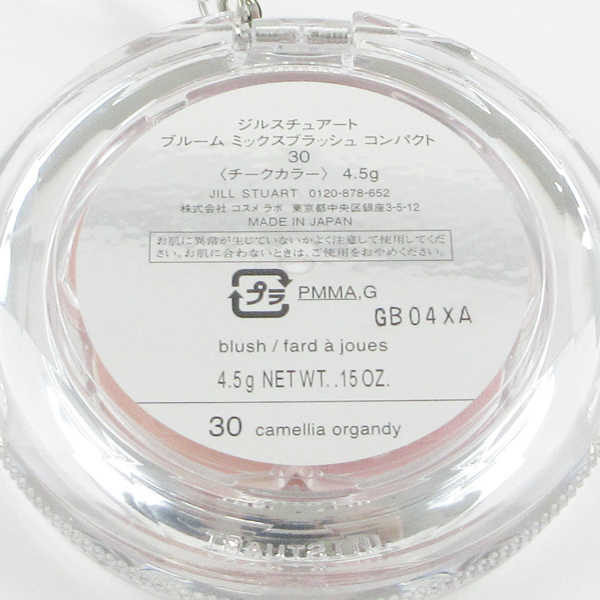 ジルスチュアート
ブルーム ミックスブラッシュ コンパクト
30
〈チークカラー〉 4.5g
JILL STUART 0120-878-652
株式会社 コスメ ラボ 東京都中央区銀座3-5-12
MADE IN JAPAN
お肌に異常が生じていないかよく注意して使用してくだ
さい。お肌に合わないときは、ご使用をおやめください。
プラ PMMA,G
GB04XA
blush / fard à joues
4.5g NET WT. .15 OZ.
30 camellia organdy
JILL STUART